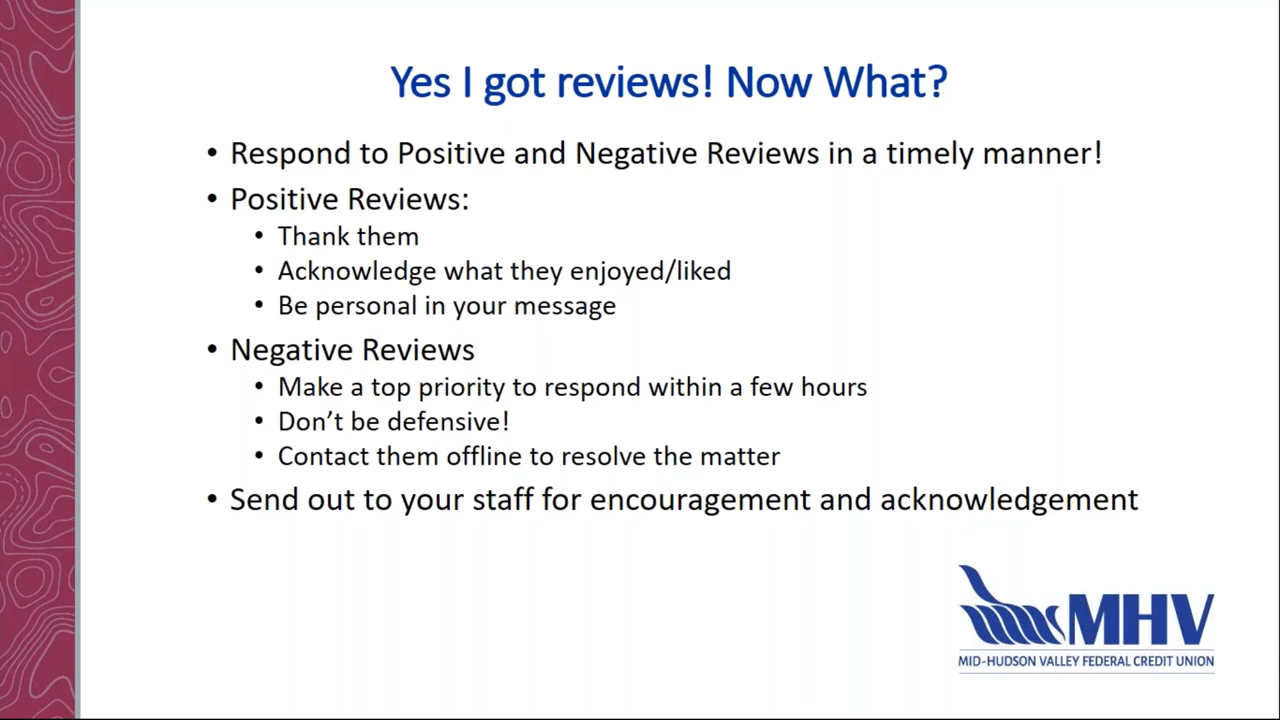 Yes I got reviews! Now What?
• Respond to Positive and Negative Reviews in a timely manner!
• Positive Reviews:
• Thank them
• Acknowledge what they enjoyed/liked
• Be personal in your message
• Negative Reviews
• Make a top priority to respond within a few hours
• Don’t be defensive!
• Contact them offline to resolve the matter
• Send out to your staff for encouragement and acknowledgement
MHV
MID-HUDSON VALLEY FEDERAL CREDIT UNION